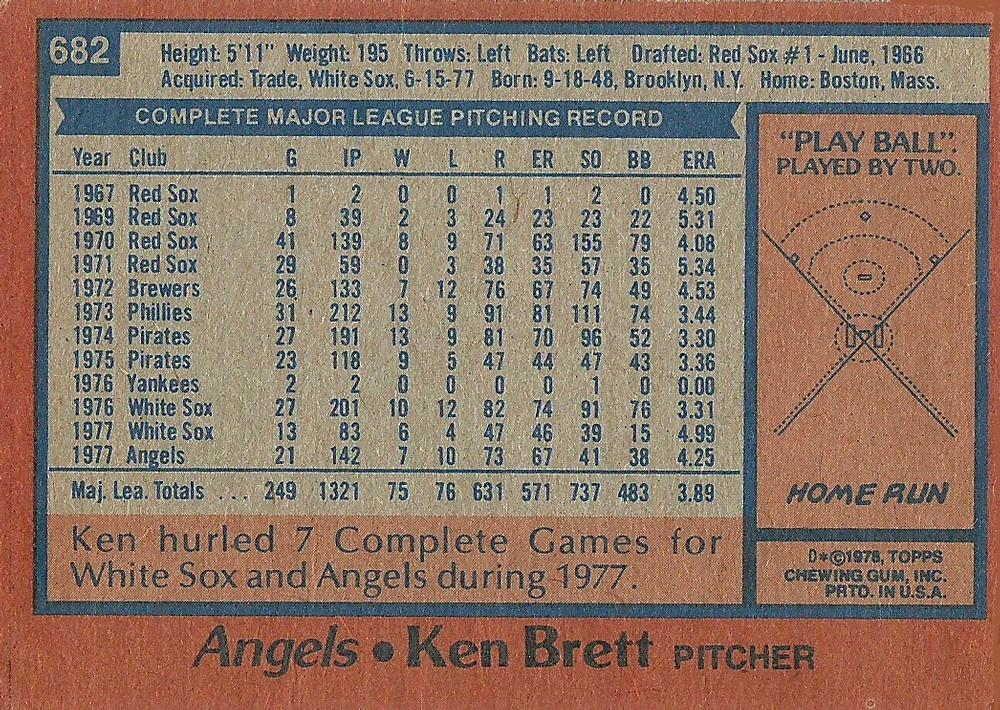 682
Height: 5'11" Weight: 195 Throws: Left Bats: Left Drafted: Red Sox #1 - June, 1966
Acquired: Trade, White Sox, 6-15-77 Born: 9-18-48, Brooklyn, N.Y. Home: Boston, Mass.
COMPLETE MAJOR LEAGUE PITCHING RECORD
Year Club G IP W L R ER SO BB ERA
1967 Red Sox 1 2 0 0 1 1 2 0 4.50
1969 Red Sox 8 39 2 3 24 23 23 22 5.31
1970 Red Sox 41 139 8 9 71 63 155 79 4.08
1971 Red Sox 29 59 0 3 38 35 57 35 5.34
1972 Brewers 26 133 7 12 76 67 74 49 4.53
1973 Phillies 31 212 13 9 91 81 111 74 3.44
1974 Pirates 27 191 13 9 81 70 96 52 3.30
1975 Pirates 23 118 9 5 47 44 47 43 3.36
1976 Yankees 2 2 0 0 0 0 1 0 0.00
1976 White Sox 27 201 10 12 82 74 91 76 3.31
1977 White Sox 13 83 6 4 47 46 39 15 4.99
1977 Angels 21 142 7 10 73 67 41 38 4.25
Maj. Lea. Totals ... 249 1321 75 76 631 571 737 483 3.89
Ken hurled 7 Complete Games for
White Sox and Angels during 1977.
"PLAY BALL".
PLAYED BY TWO.
HOME RUN
D*©1978, TOPPS
CHEWING GUM, INC.
PRTD. IN U.S.A.
Angels • Ken Brett PITCHER